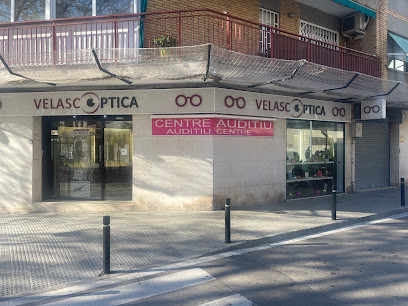 VELASCOPTICA
VELASCOPTICA
CENTRE AUDITIU
AUDITIU CENTRE